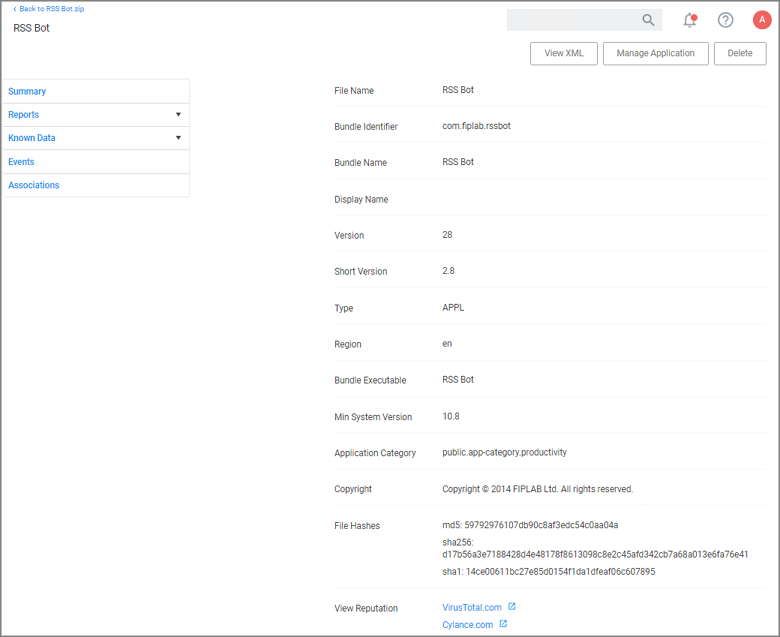 ‹ Back to RSS Bot.zip
RSS Bot
A
View XML
Manage Application
Delete
Summary
Reports
Known Data
Events
Associations
File Name RSS Bot
Bundle Identifier com.fiplab.rssbot
Bundle Name RSS Bot
Display Name
Version 28
Short Version 2.8
Type APPL
Region en
Bundle Executable RSS Bot
Min System Version 10.8
Application Category public.app-category.productivity
Copyright Copyright © 2014 FIPLAB Ltd. All rights reserved.
File Hashes md5: 59792976107db90c8af3edc54c0aa04a
sha256:
d17b56a3e7188428d4e48178f8613098c8e2c45afd342cb7a68a013e6fa76e41
sha1: 14ce00611bc27e85d0154f1da1dfeaf06c607895
View Reputation VirusTotal.com
Cylance.com